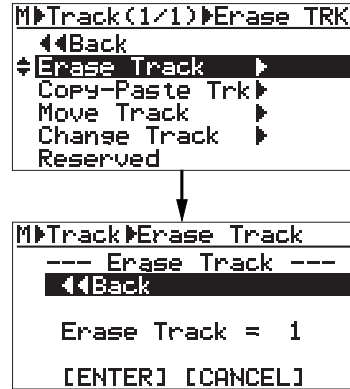 M▶Track(1/1)▶Erase TRK
◀◀Back
Erase Track ▶
Copy-Paste Trk▶
Move Track ▶
Change Track ▶
Reserved
M▶Track▶Erase Track
--- Erase Track ---
◀◀Back
Erase Track = 1
[ENTER] [CANCEL]